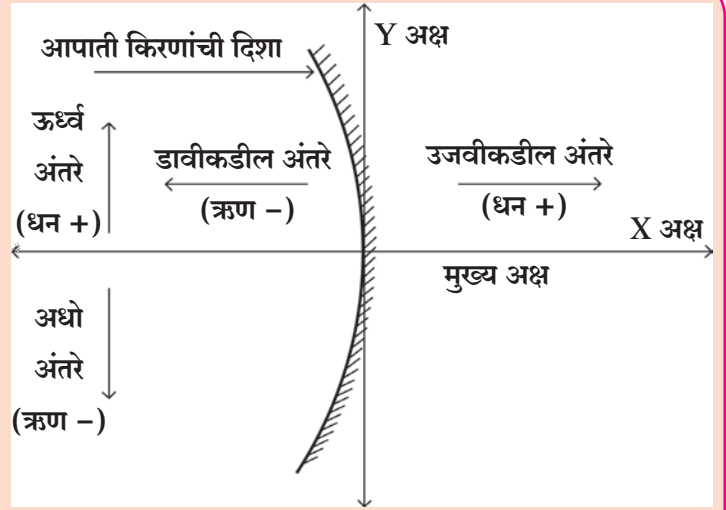 आपाती किरणांची दिशा
Y अक्ष
ऊर्ध्व
अंतरे
(धन +)
डावीकडील अंतरे
(ऋण –)
उजवीकडील अंतरे
(धन +)
X अक्ष
मुख्य अक्ष
अधो
अंतरे
(ऋण –)